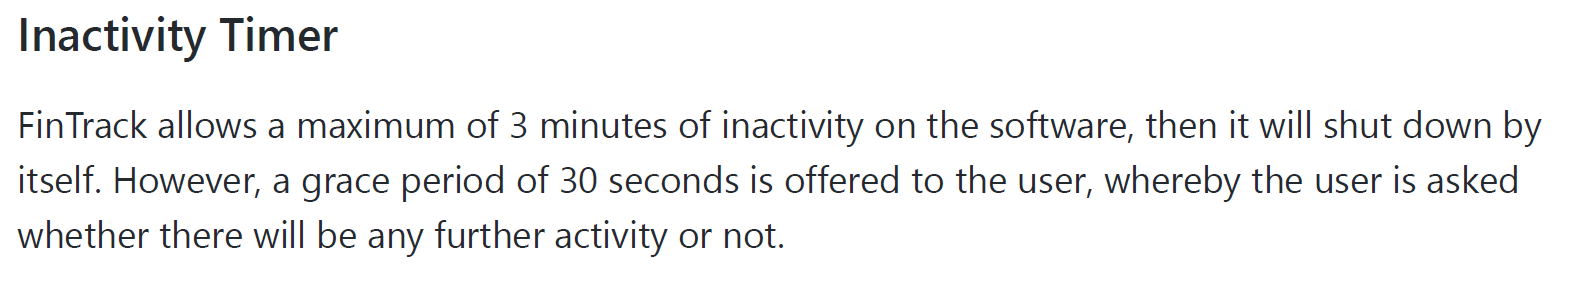 Inactivity Timer
FinTrack allows a maximum of 3 minutes of inactivity on the software, then it will shut down by
itself. However, a grace period of 30 seconds is offered to the user, whereby the user is asked
whether there will be any further activity or not.